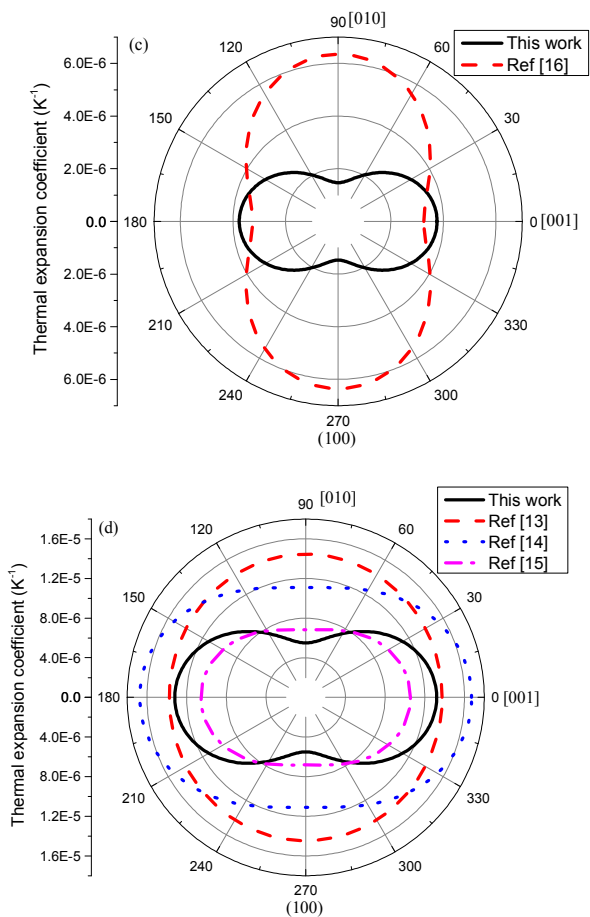 (c)
90
[010]
This work
Ref [16]
120
60
6.0E-6
4.0E-6
150
30
2.0E-6
Thermal expansion coefficient (K⁻¹)
0.0
180
0
[001]
2.0E-6
210
330
4.0E-6
6.0E-6
240
300
270
(100)
(d)
90
[010]
This work
Ref [13]
Ref [14]
Ref [15]
120
60
1.6E-5
1.2E-5
150
30
8.0E-6
4.0E-6
Thermal expansion coefficient (K⁻¹)
0.0
180
0
[001]
4.0E-6
210
330
8.0E-6
1.2E-5
1.6E-5
240
300
270
(100)